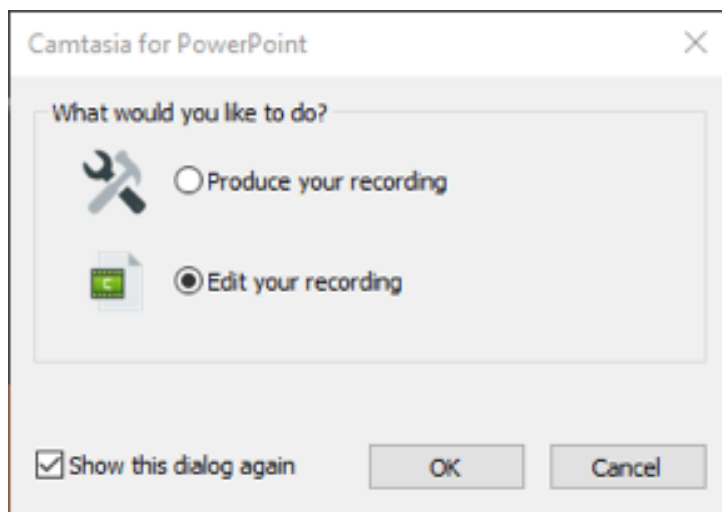 Camtasia for PowerPoint
What would you like to do?
Produce your recording
C
Edit your recording
Show this dialog again
OK
Cancel